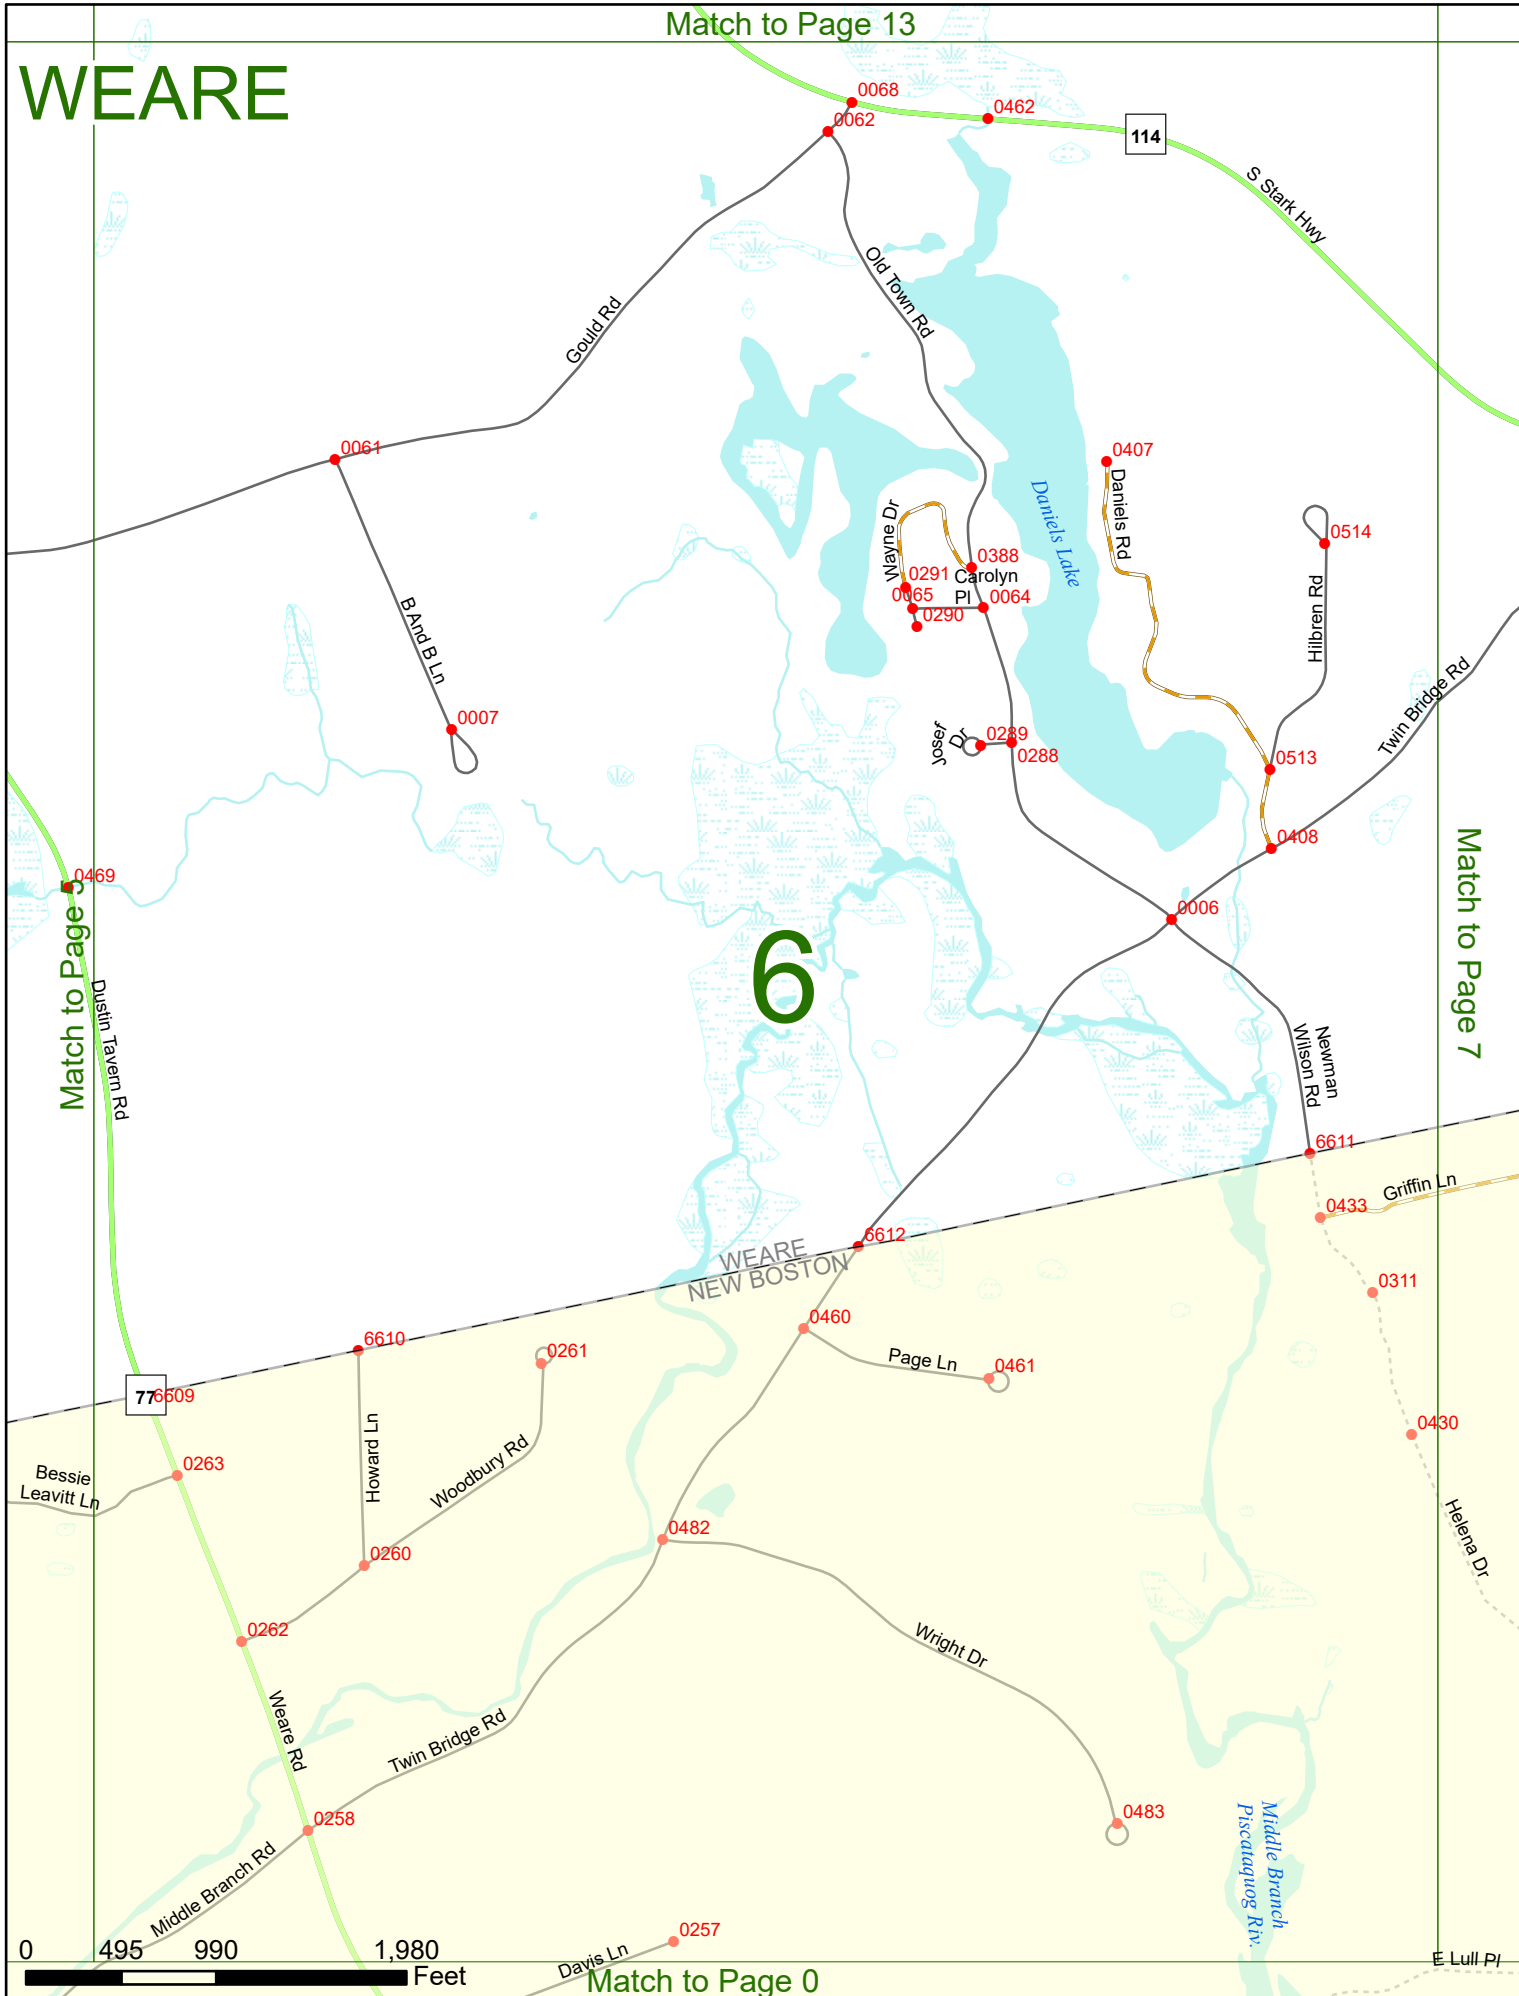 Match to Page 13
WEARE
0068
0062
0462
114
S Stark Hwy
Old Town Rd
Gould Rd
0061
0407
Daniels Rd
Daniels Lake
Wayne Dr
0514
0388
Carolyn
Pl
0291
0065
0064
0290
Hilbren Rd
B And B Ln
Twin Bridge Rd
0007
Josef
Dr
0289
0288
0513
0408
0469
Match to Page 5
Match to Page 7
0006
6
Dustin Tavern Rd
Newman
Wilson Rd
6611
Griffin Ln
0433
6612
WEARE
NEW BOSTON
0311
0460
6610
0261
Page Ln
0461
77
6609
Howard Ln
Woodbury Rd
0430
Bessie
Leavitt Ln
0263
Helena Dr
0482
0260
0262
Wright Dr
Weare Rd
Twin Bridge Rd
0258
0483
Middle Branch
Piscataquog Riv.
Middle Branch Rd
0257
Davis Ln
E Lull Pl
0 495 990 1,980
Feet
Match to Page 0